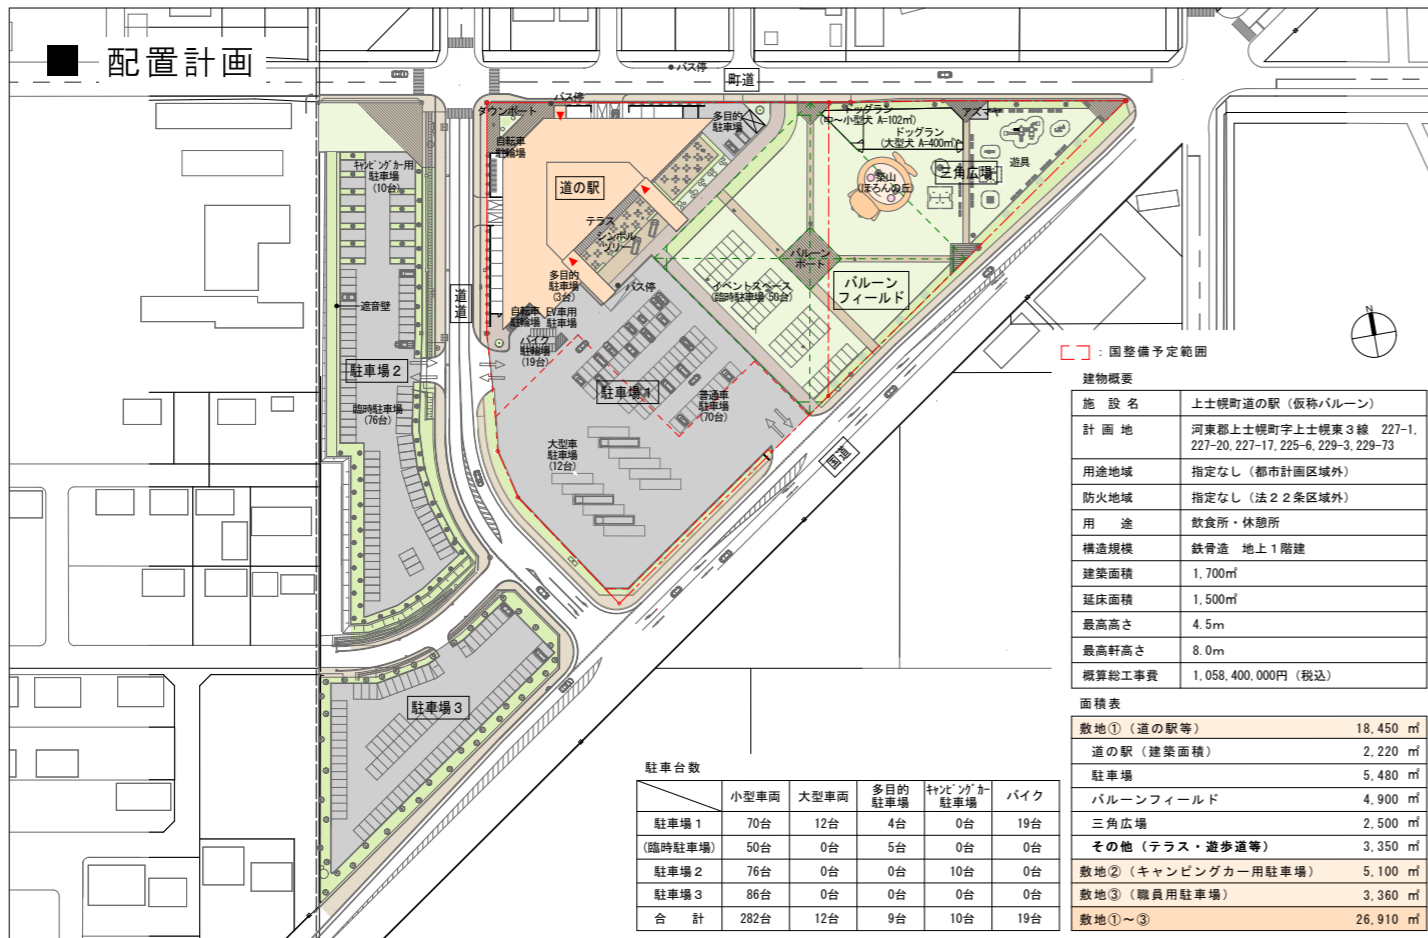 ■ 配置計画
バス停
町道
バス停
タウンポート
自転車
駐輪場
多目的
駐車場
ドッグラン
(中~小型犬 A=102㎡)
ドッグラン
(大型犬 A=400㎡)
アズマヤ
遊具
三角広場
築山
(ほろんの丘)
キャンピングカー用
駐車場
(10台)
道の駅
テラス
シンボル
ツリー
バルーン
ポート
バルーン
フィールド
イベントスペース
(臨時駐車場 50台)
多目的
駐車場
(3台)
バス停
道道
遮音壁
自転車
駐輪場
EV車用
駐車場
バイク
駐輪場
(19台)
駐車場2
臨時駐車場
(76台)
駐車場1
普通車
駐車場
(70台)
大型車
駐車場
(12台)
国道
駐車場3
N
:国整備予定範囲
建物概要
施 設 名 上士幌町道の駅(仮称バルーン)
計 画 地 河東郡上士幌町字上士幌東3線 227-1,
227-20,227-17,225-6,229-3,229-73
用途地域 指定なし(都市計画区域外)
防火地域 指定なし(法22条区域外)
用 途 飲食所・休憩所
構造規模 鉄骨造 地上1階建
建築面積 1,700㎡
延床面積 1,500㎡
最高高さ 4.5m
最高軒高さ 8.0m
概算総工事費 1,058,400,000円(税込)
面積表
敷地①(道の駅等) 18,450 ㎡
道の駅(建築面積) 2,220 ㎡
駐車場 5,480 ㎡
バルーンフィールド 4,900 ㎡
三角広場 2,500 ㎡
その他(テラス・遊歩道等) 3,350 ㎡
敷地②(キャンピングカー用駐車場) 5,100 ㎡
敷地③(職員用駐車場) 3,360 ㎡
敷地①~③ 26,910 ㎡
駐車台数
小型車両 大型車両 多目的駐車場 キャンピングカー駐車場 バイク
駐車場1 70台 12台 4台 0台 19台
(臨時駐車場) 50台 0台 5台 0台 0台
駐車場2 76台 0台 0台 10台 0台
駐車場3 86台 0台 0台 0台 0台
合 計 282台 12台 9台 10台 19台